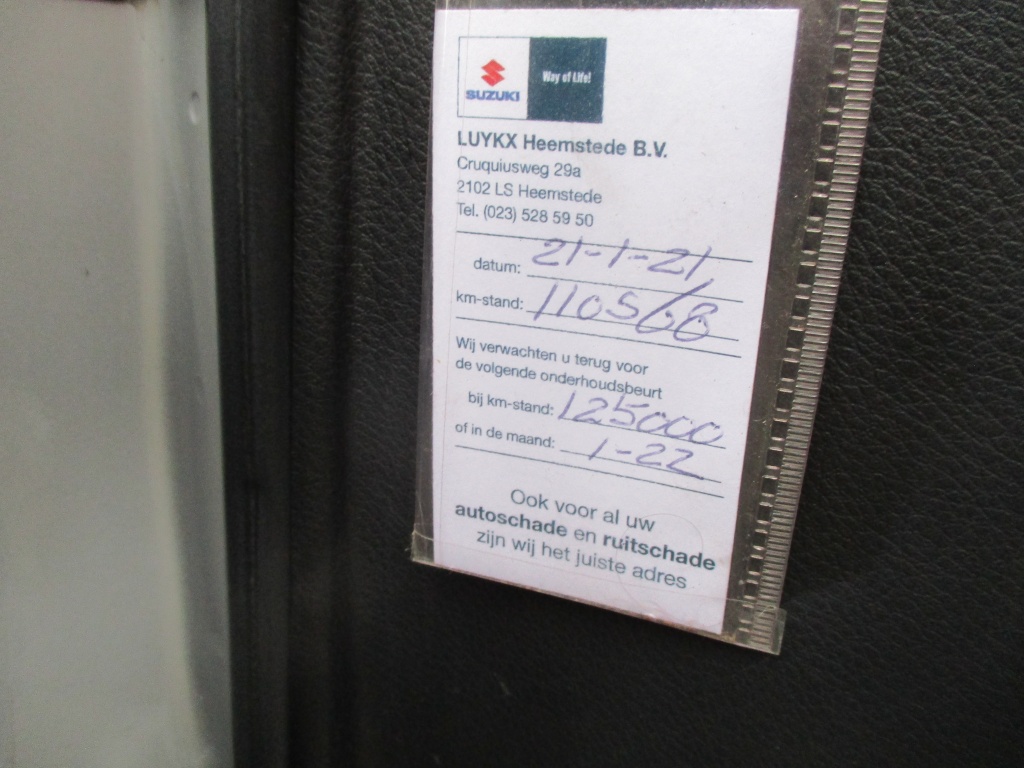 SUZUKI
Way of Life!
LUYKX Heemstede B.V.
Cruquiusweg 29a
2102 LS Heemstede
Tel. (023) 528 59 50
datum: 21-1-21
km-stand: 110568
Wij verwachten u terug voor
de volgende onderhoudsbeurt
bij km-stand: 125000
of in de maand: 1-22
Ook voor al uw
autoschade en ruitschade
zijn wij het juiste adres